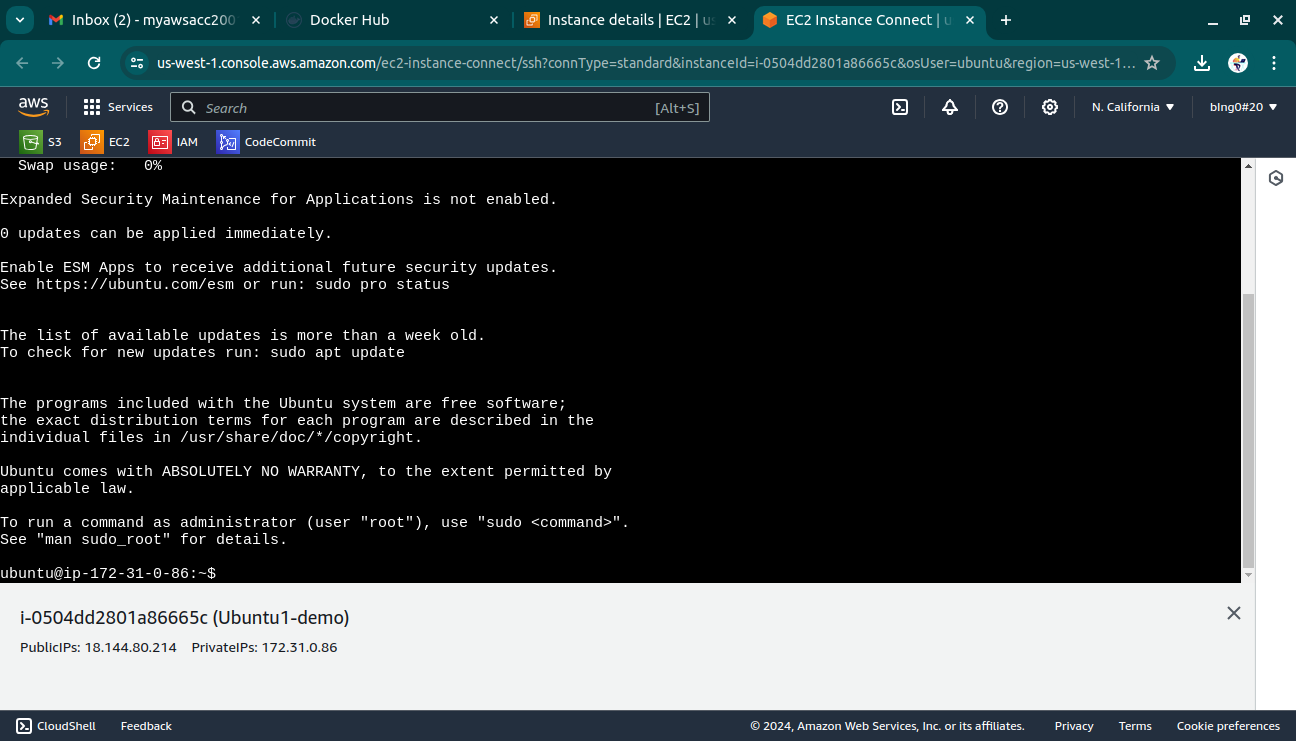 Inbox (2) - myawsacc200
Docker Hub
Instance details | EC2 | us
EC2 Instance Connect | u
us-west-1.console.aws.amazon.com/ec2-instance-connect/ssh?connType=standard&instanceId=i-0504dd2801a86665c&osUser=ubuntu&region=us-west-1...
aws
Services
Search
[Alt+S]
N. California
blng0#20
S3
EC2
IAM
CodeCommit
Swap usage:   0%
Expanded Security Maintenance for Applications is not enabled.
0 updates can be applied immediately.
Enable ESM Apps to receive additional future security updates.
See https://ubuntu.com/esm or run: sudo pro status
The list of available updates is more than a week old.
To check for new updates run: sudo apt update
The programs included with the Ubuntu system are free software;
the exact distribution terms for each program are described in the
individual files in /usr/share/doc/*/copyright.
Ubuntu comes with ABSOLUTELY NO WARRANTY, to the extent permitted by
applicable law.
To run a command as administrator (user "root"), use "sudo <command>".
See "man sudo_root" for details.
ubuntu@ip-172-31-0-86:~$
i-0504dd2801a86665c (Ubuntu1-demo)
PublicIPs: 18.144.80.214 PrivateIPs: 172.31.0.86
CloudShell
Feedback
© 2024, Amazon Web Services, Inc. or its affiliates.
Privacy
Terms
Cookie preferences